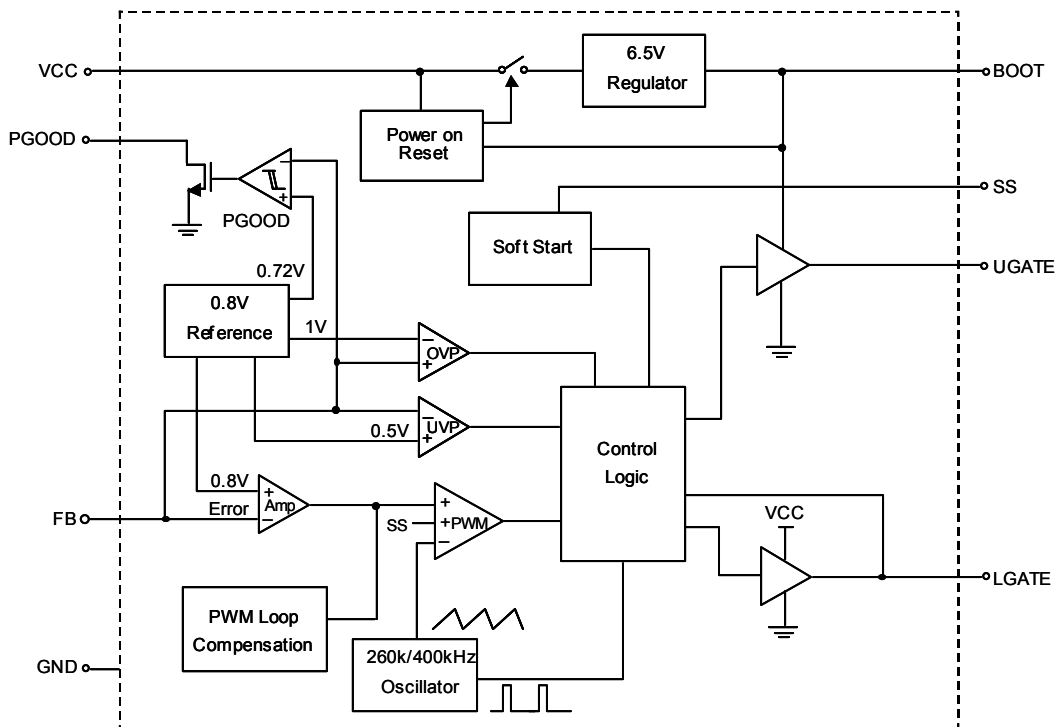 VCC
6.5V
Regulator
BOOT
PGOOD
Power on
Reset
–
+
PGOOD
SS
Soft Start
UGATE
0.72V
0.8V
Reference
1V
–
+
OVP
0.5V
–
+
UVP
Control
Logic
0.8V
Error
+
–
Amp
FB
SS
+
+
–
PWM
VCC
LGATE
PWM Loop
Compensation
GND
260k/400kHz
Oscillator